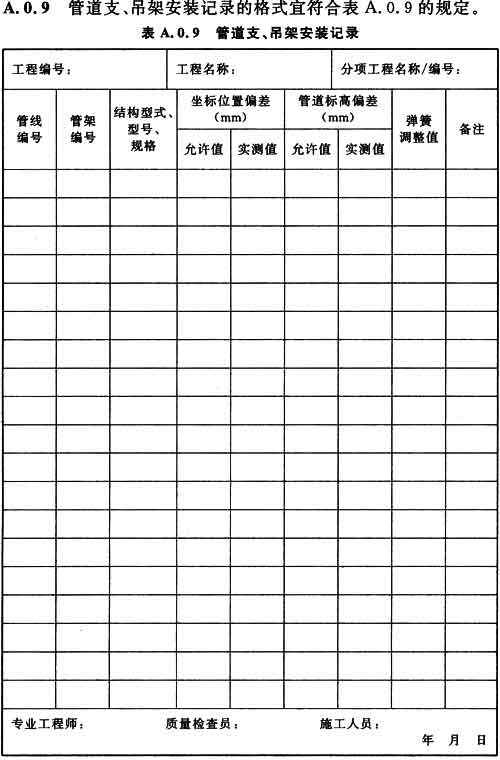 A.0.9 管道支、吊架安装记录的格式宜符合表 A.0.9 的规定。
表 A.0.9 管道支、吊架安装记录
工程编号： 工程名称： 分项工程名称/编号：
管线编号 管架编号 结构型式、型号、规格 坐标位置偏差（mm） 管道标高偏差（mm） 弹簧调整值 备注
允许值 实测值 允许值 实测值
专业工程师： 质量检查员： 施工人员：
年 月 日